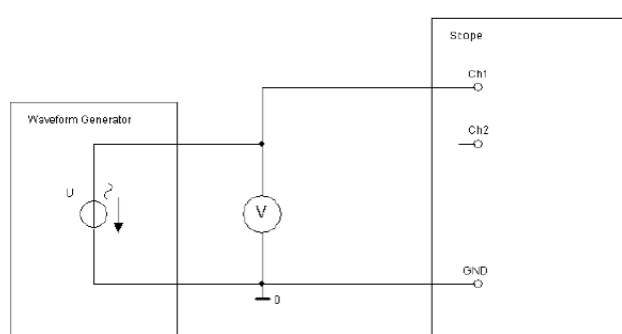 Scope
Ch1
Waveform Generator
Ch2
U
V
GND
0